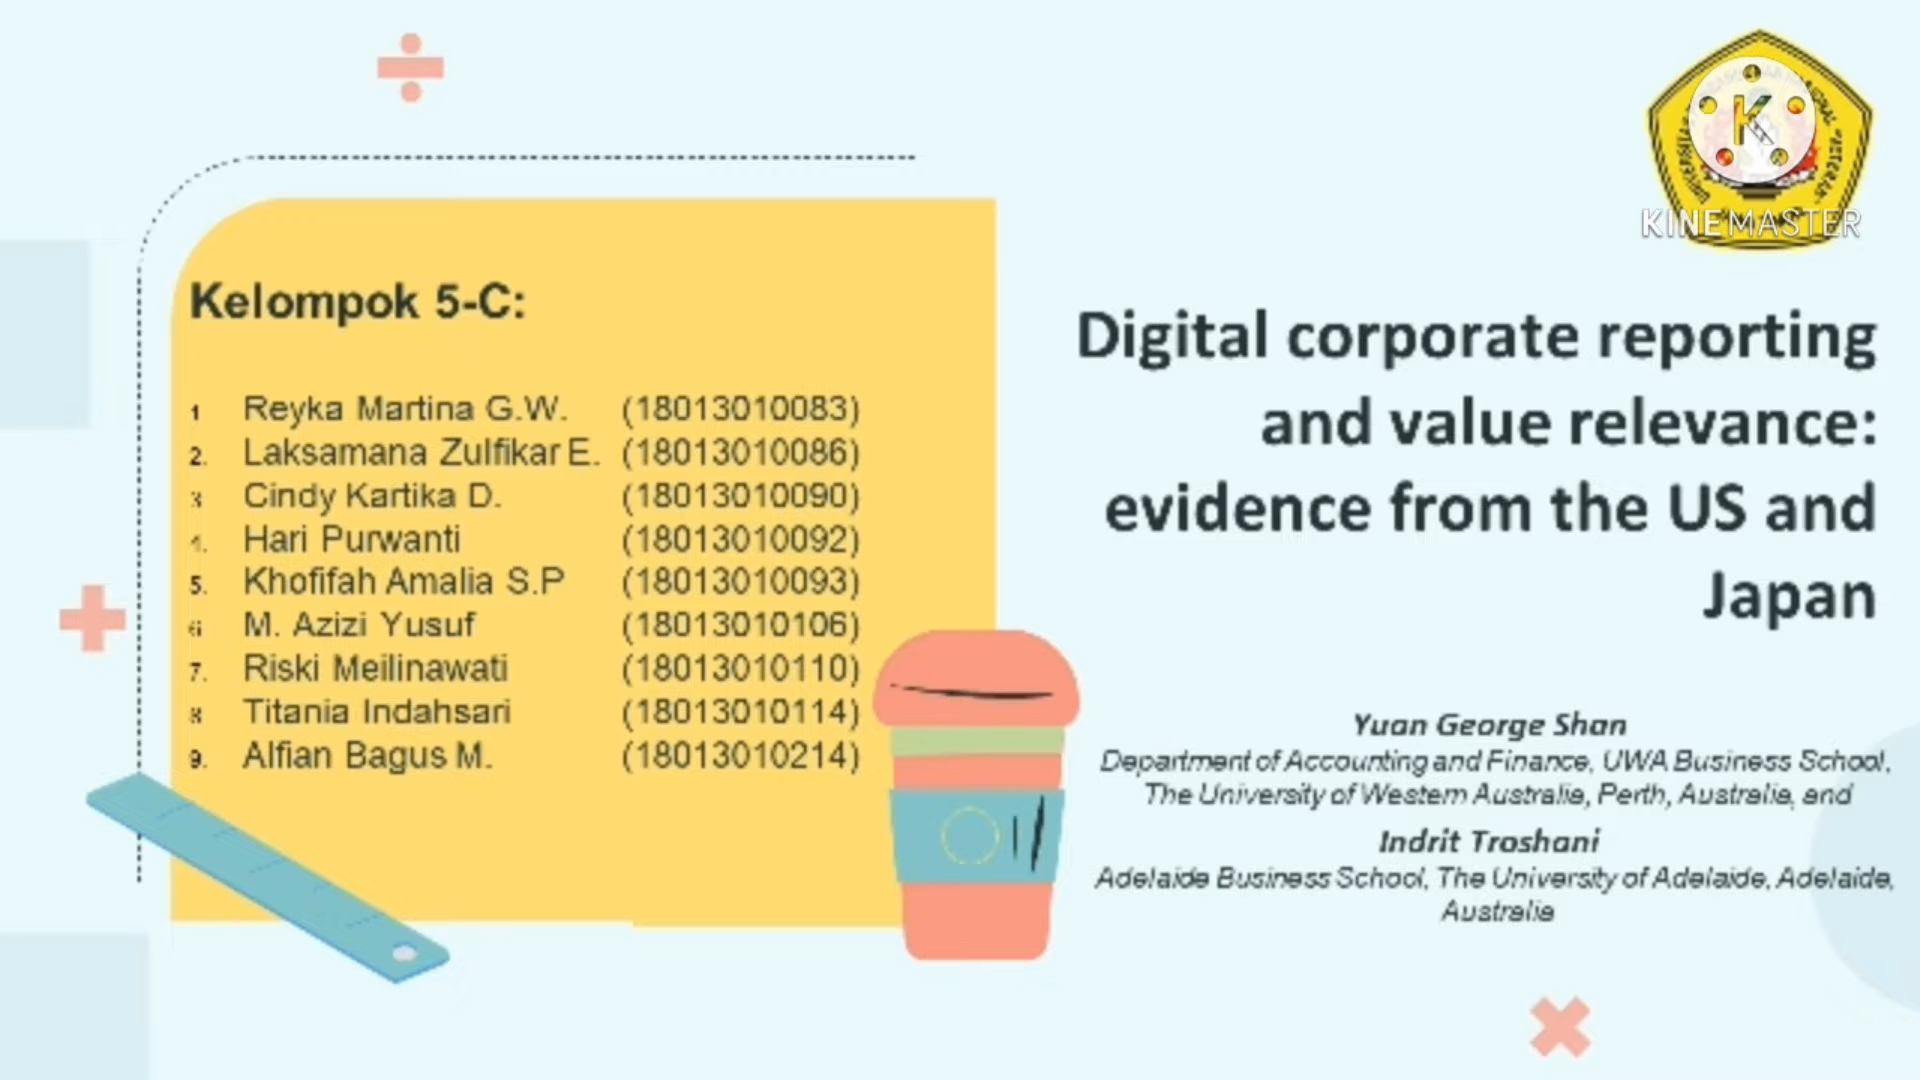 KINEMASTER
Kelompok 5-C:
1 Reyka Martina G.W. (18013010083)
2. Laksamana Zulfikar E. (18013010086)
3 Cindy Kartika D. (18013010090)
4. Hari Purwanti (18013010092)
5. Khofifah Amalia S.P (18013010093)
6 M. Azizi Yusuf (18013010106)
7. Riski Meilinawati (18013010110)
8 Titania Indahsari (18013010114)
9. Alfian Bagus M. (18013010214)
Digital corporate reporting
and value relevance:
evidence from the US and
Japan
Yuan George Shan
Department of Accounting and Finance, UWA Business School,
The University of Western Australia, Perth, Australia, and
Indrit Troshani
Adelaide Business School, The University of Adelaide, Adelaide,
Australia